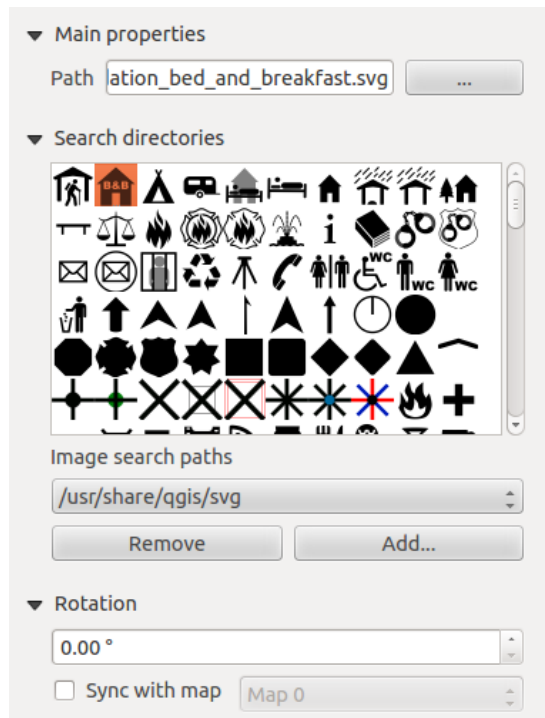 Main properties
Path lation_bed_and_breakfast.svg ...
Search directories
B&B
i
WC
WC WC
Image search paths
/usr/share/qgis/svg
Remove Add...
Rotation
0.00 °
Sync with map Map 0